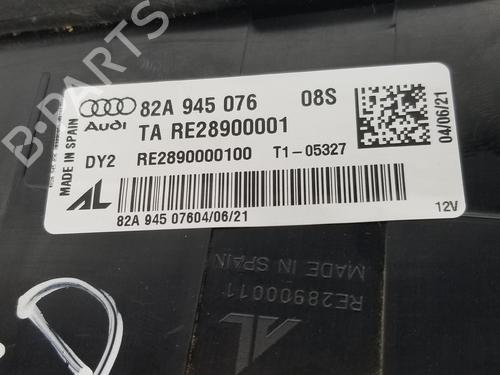 B-PARTS
MADE IN SPAIN
Audi
82A 945 076
08S
TA RE28900001
DY2 RE2890000100 T1-05327
AL
82A 945 07604/06/21
04/06/21
12V
RE28900011
MADE IN SPAIN
AL
D